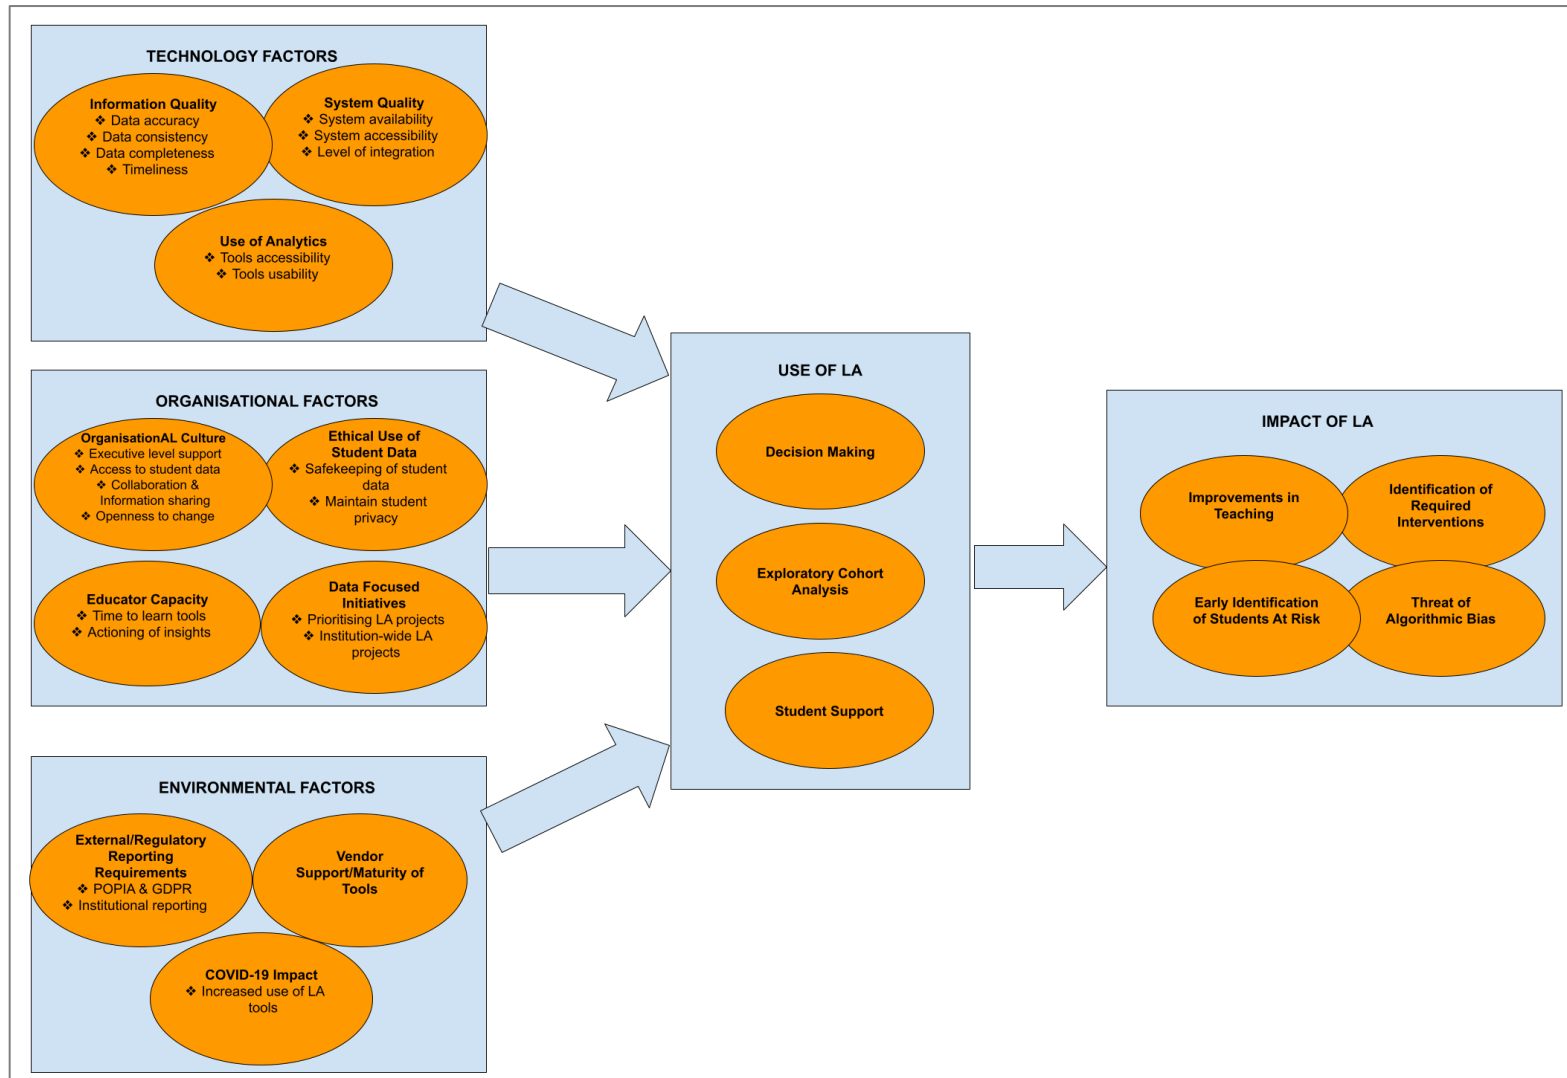 TECHNOLOGY FACTORS
Information Quality
❖ Data accuracy
❖ Data consistency
❖ Data completeness
❖ Timeliness
System Quality
❖ System availability
❖ System accessibility
❖ Level of integration
Use of Analytics
❖ Tools accessibility
❖ Tools usability
ORGANISATIONAL FACTORS
OrganisationAL Culture
❖ Executive level support
❖ Access to student data
❖ Collaboration &
Information sharing
❖ Openness to change
Ethical Use of
Student Data
❖ Safekeeping of student
data
❖ Maintain student
privacy
Educator Capacity
❖ Time to learn tools
❖ Actioning of insights
Data Focused
Initiatives
❖ Prioritising LA projects
❖ Institution-wide LA
projects
ENVIRONMENTAL FACTORS
External/Regulatory
Reporting
Requirements
❖ POPIA & GDPR
❖ Institutional reporting
Vendor
Support/Maturity of
Tools
COVID-19 Impact
❖ Increased use of LA
tools
USE OF LA
Decision Making
Exploratory Cohort
Analysis
Student Support
IMPACT OF LA
Improvements in
Teaching
Identification of
Required
Interventions
Early Identification
of Students At Risk
Threat of
Algorithmic Bias